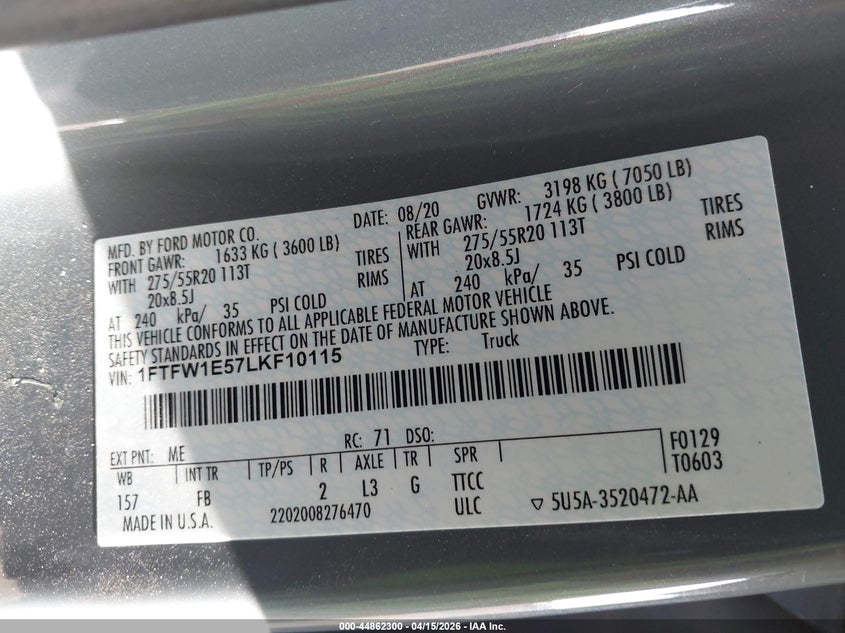 MFD. BY FORD MOTOR CO. DATE: 08/20 GVWR: 3198 KG ( 7050 LB)
FRONT GAWR: 1633 KG ( 3600 LB) REAR GAWR: 1724 KG ( 3800 LB)
WITH 275/55R20 113T TIRES WITH 275/55R20 113T TIRES
20x8.5J RIMS 20x8.5J RIMS
AT 240 kPa/ 35 PSI COLD AT 240 kPa/ 35 PSI COLD
THIS VEHICLE CONFORMS TO ALL APPLICABLE FEDERAL MOTOR VEHICLE
SAFETY STANDARDS IN EFFECT ON THE DATE OF MANUFACTURE SHOWN ABOVE.
VIN: 1FTFW1E57LKF10115 TYPE: Truck
EXT PNT: ME RC: 71 DSO: F0129
WB INT TR TP/PS R AXLE TR SPR T0603
157 FB 2 L3 G TTCC
ULC
MADE IN U.S.A. 2202008276470 ▽ 5U5A-3520472-AA
000-44862300 - 04/15/2026 - IAA Inc.